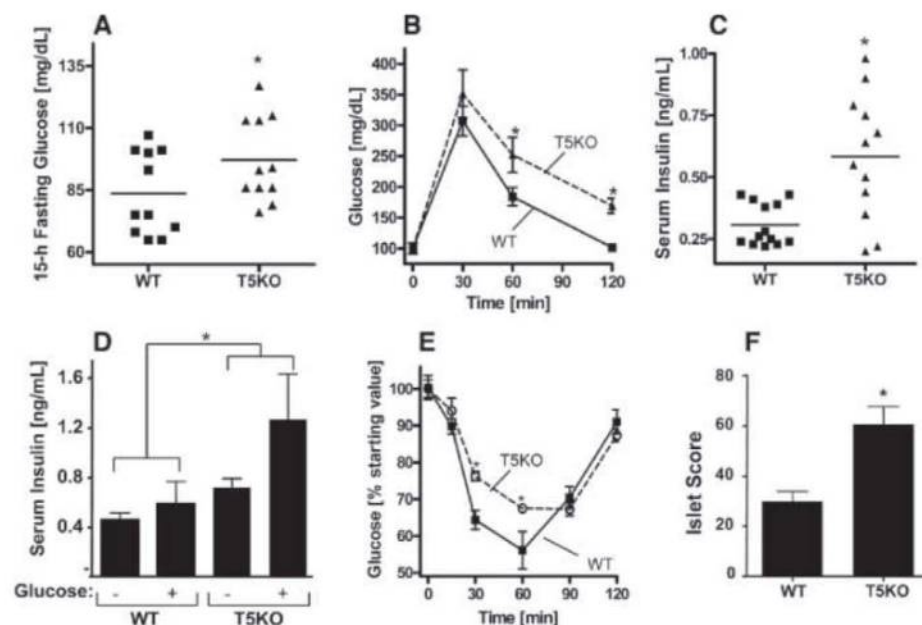 A
15-h Fasting Glucose [mg/dL]
135
110
85
60
*
WT
T5KO
B
Glucose [mg/dL]
400
350
300
250
200
150
100
*
*
T5KO
WT
0
30
60
90
120
Time [min]
C
Serum Insulin [ng/mL]
1.00
0.75
0.50
0.25
*
WT
T5KO
D
Serum Insulin [ng/mL]
1.6
1.2
0.8
0.4
-
*
Glucose:
-
+
-
+
WT
T5KO
E
Glucose [% starting value]
100
90
80
70
60
50
*
*
T5KO
WT
0
30
60
90
120
Time [min]
F
Islet Score
80
60
40
20
0
*
WT
T5KO